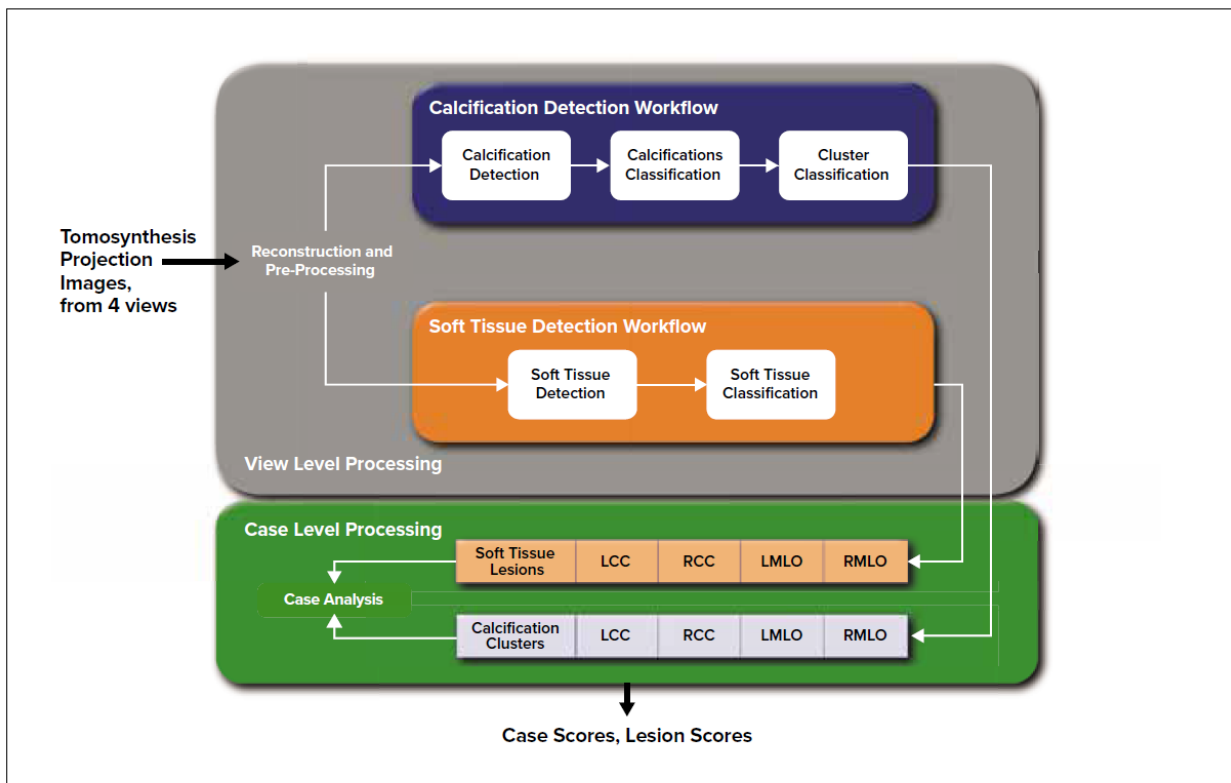 Calcification Detection Workflow
Calcification
Detection
Calcifications
Classification
Cluster
Classification
Tomosynthesis
Projection
Images,
from 4 views
Reconstruction and
Pre-Processing
Soft Tissue Detection Workflow
Soft Tissue
Detection
Soft Tissue
Classification
View Level Processing
Case Level Processing
Soft Tissue
Lesions
LCC
RCC
LMLO
RMLO
Case Analysis
Calcification
Clusters
LCC
RCC
LMLO
RMLO
Case Scores, Lesion Scores